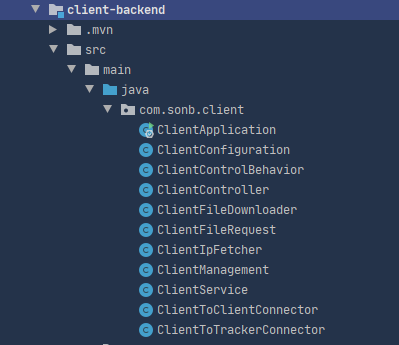 client-backend
.mvn
src
main
java
com.sonb.client
ClientApplication
ClientConfiguration
ClientControlBehavior
ClientController
ClientFileDownloader
ClientFileRequest
ClientIpFetcher
ClientManagement
ClientService
ClientToClientConnector
ClientToTrackerConnector